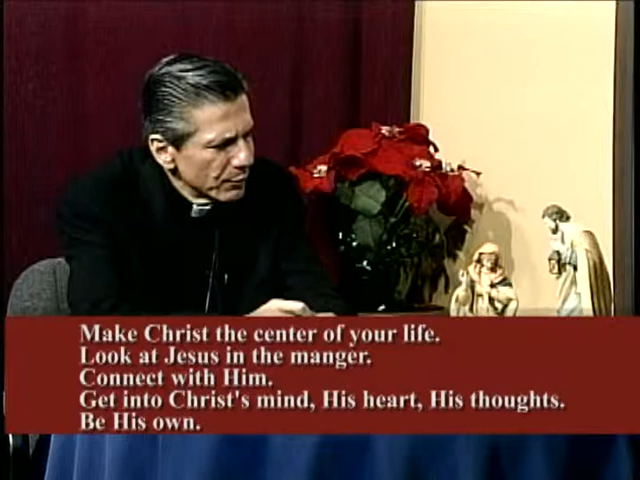 Make Christ the center of your life.
Look at Jesus in the manger.
Connect with Him.
Get into Christ's mind, His heart, His thoughts.
Be His own.